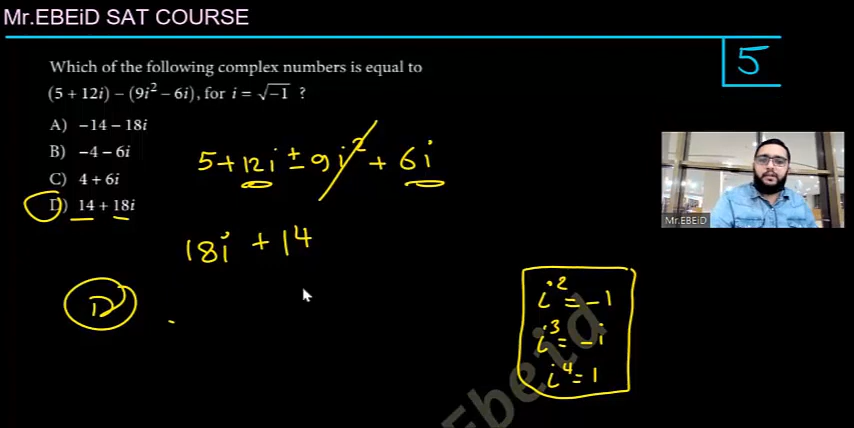 Mr.EBEiD SAT COURSE
5
Which of the following complex numbers is equal to
(5 + 12i) − (9i² − 6i), for i = √−1 ?
A) −14 − 18i
B) −4 − 6i
C) 4 + 6i
D) 14 + 18i
5 + 12i ± 9i² + 6i
Mr.EBEiD
18i + 14
D
i² = −1
i³ = −i
i⁴ = 1
Ebeid